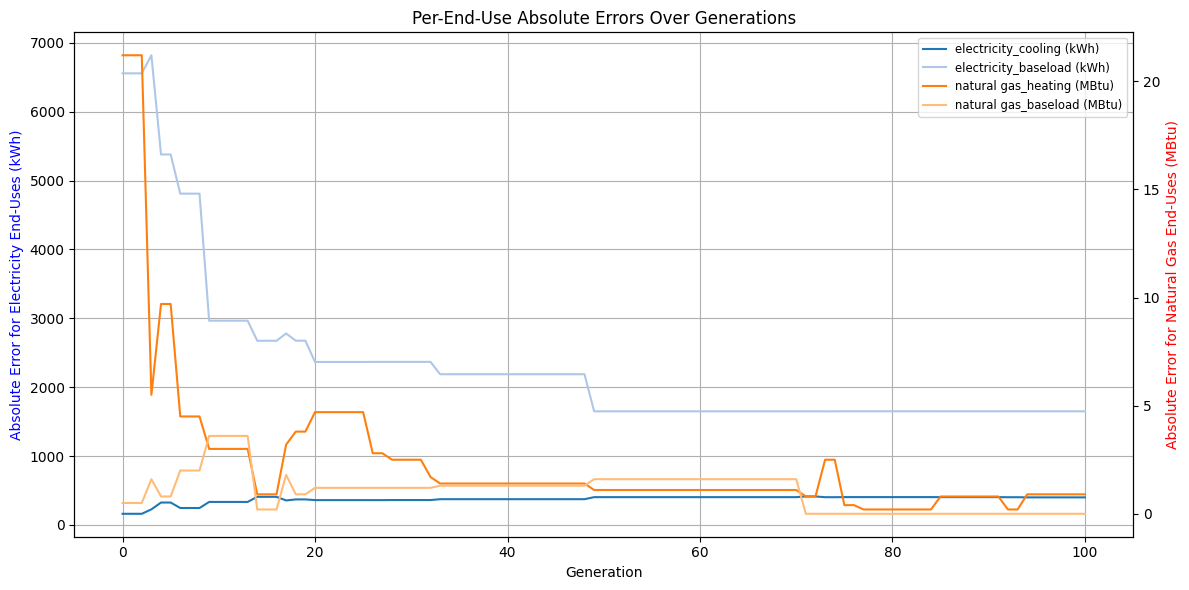 Per-End-Use Absolute Errors Over Generations
electricity_cooling (kWh)
electricity_baseload (kWh)
natural gas_heating (MBtu)
natural gas_baseload (MBtu)
Absolute Error for Electricity End-Uses (kWh)
7000
6000
5000
4000
3000
2000
1000
0
Absolute Error for Natural Gas End-Uses (MBtu)
20
15
10
5
0
0
20
40
60
80
100
Generation